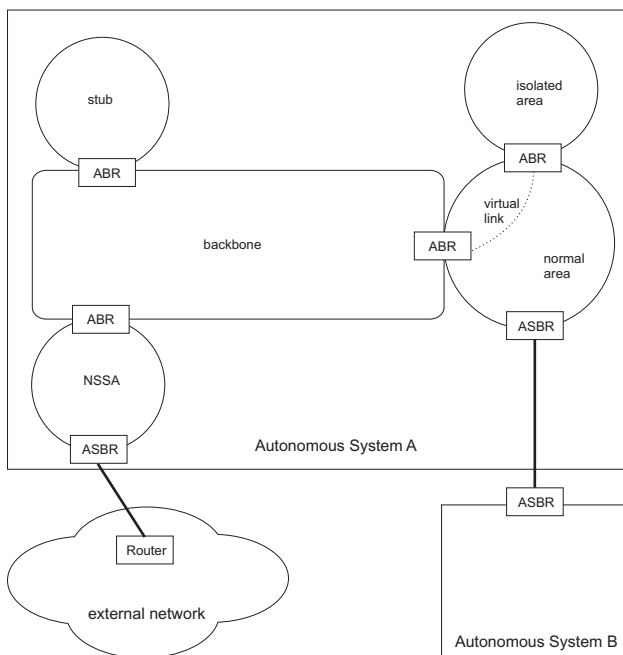 stub
isolated
area
ABR
ABR
virtual
link
backbone
ABR
normal
area
ABR
ASBR
NSSA
ASBR
Autonomous System A
ASBR
Router
external network
Autonomous System B